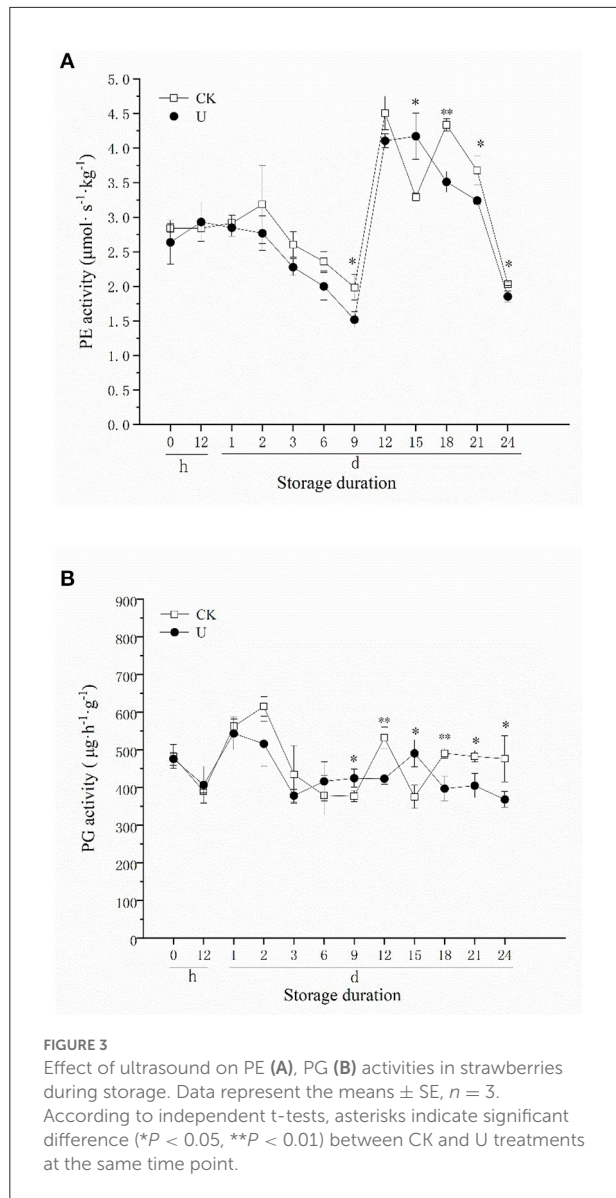 A
5.0
4.5
4.0
3.5
3.0
2.5
2.0
1.5
1.0
0.5
0.0
PE activity (μmol· s⁻¹·kg⁻¹)
CK
U
*
*
**
*
*
0 12 1 2 3 6 9 12 15 18 21 24
h d
Storage duration
B
900
800
700
600
500
400
300
200
100
0
PG activity ( μg·h⁻¹·g⁻¹)
CK
U
*
**
*
**
*
*
0 12 1 2 3 6 9 12 15 18 21 24
h d
Storage duration
FIGURE 3
Effect of ultrasound on PE (A), PG (B) activities in strawberries
during storage. Data represent the means ± SE, n = 3.
According to independent t-tests, asterisks indicate significant
difference (*P < 0.05, **P < 0.01) between CK and U treatments
at the same time point.